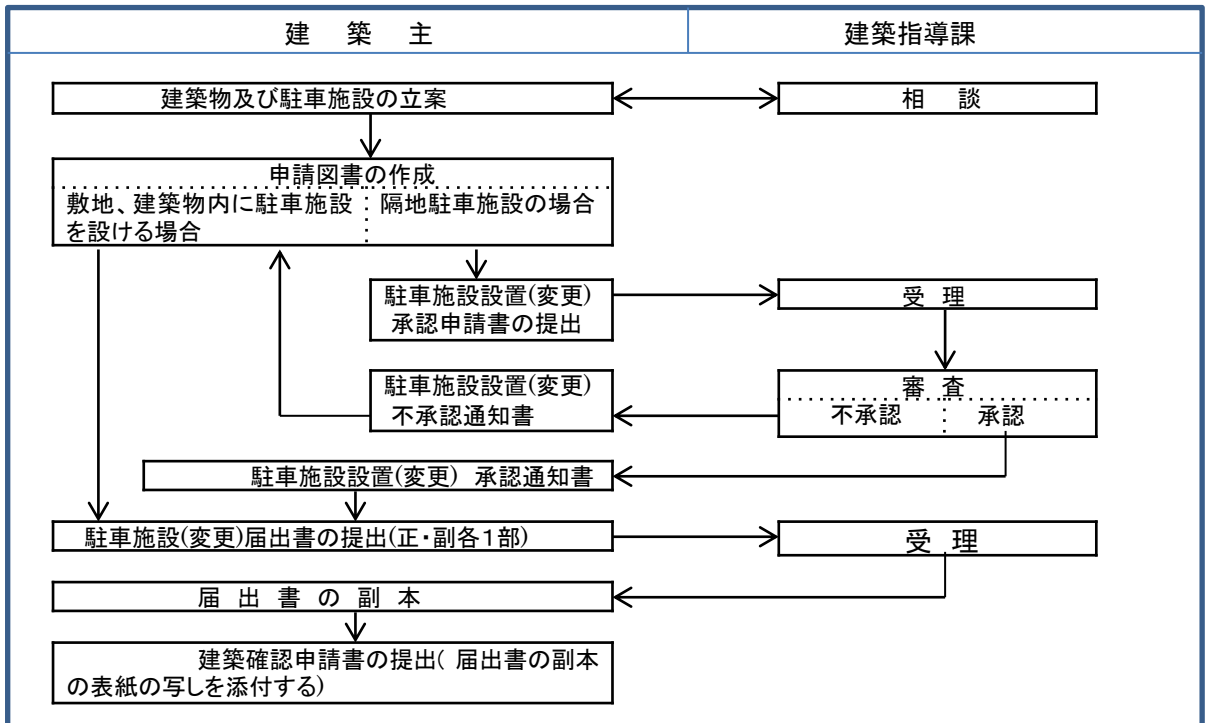 建 築 主
建築指導課
建築物及び駐車施設の立案
相 談
申請図書の作成
敷地、建築物内に駐車施設
を設ける場合
隔地駐車施設の場合
駐車施設設置(変更)
承認申請書の提出
受 理
駐車施設設置(変更)
不承認通知書
審 査
不承認
承認
駐車施設設置(変更) 承認通知書
駐車施設(変更)届出書の提出(正・副各1部)
受 理
届 出 書 の 副 本
建築確認申請書の提出( 届出書の副本
の表紙の写しを添付する)